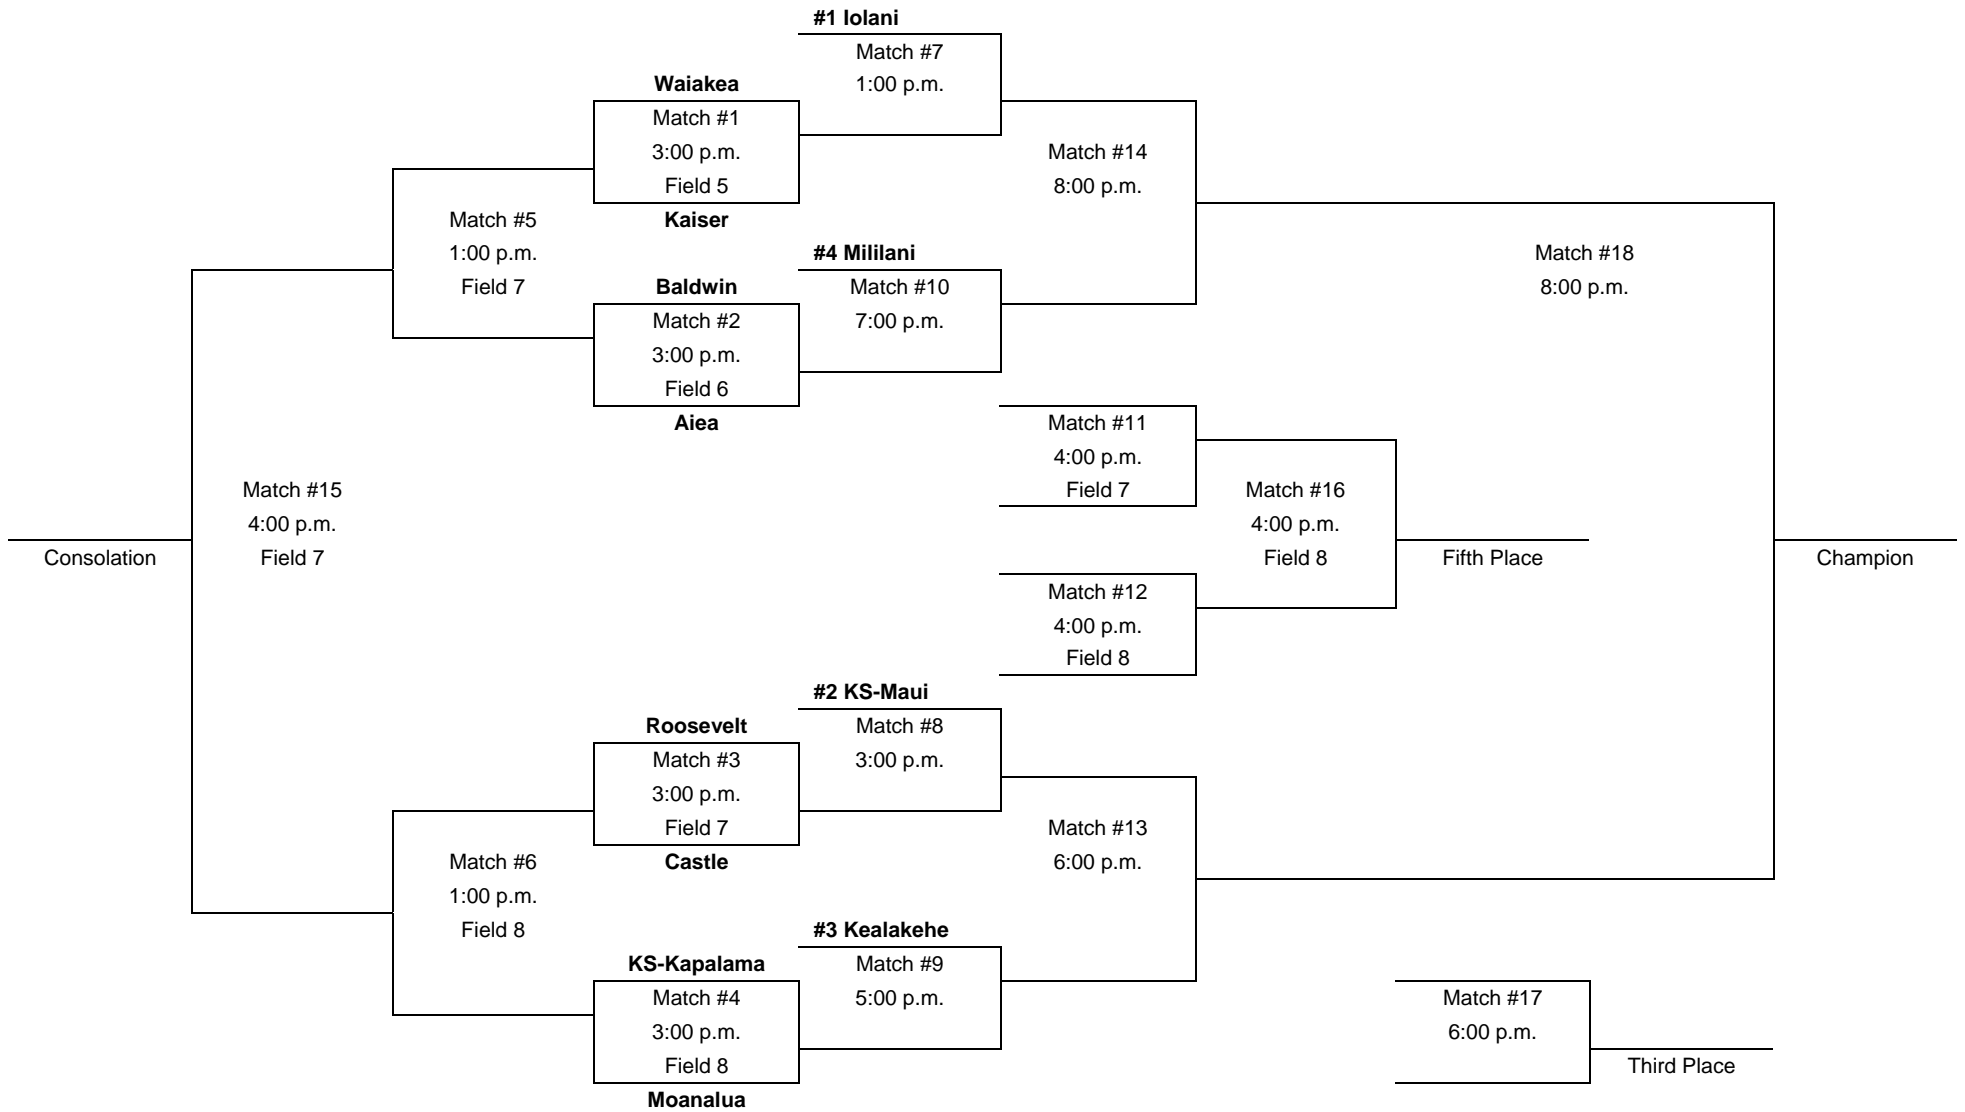 #1 Iolani
Match #7
1:00 p.m.
Waiakea
Match #1
3:00 p.m.
Field 5
Kaiser
Match #14
8:00 p.m.
Match #5
1:00 p.m.
Field 7
#4 Mililani
Match #10
7:00 p.m.
Baldwin
Match #2
3:00 p.m.
Field 6
Aiea
Match #18
8:00 p.m.
Match #11
4:00 p.m.
Field 7
Match #15
4:00 p.m.
Field 7
Consolation
Match #16
4:00 p.m.
Field 8
Fifth Place
Champion
Match #12
4:00 p.m.
Field 8
#2 KS-Maui
Match #8
3:00 p.m.
Roosevelt
Match #3
3:00 p.m.
Field 7
Castle
Match #13
6:00 p.m.
Match #6
1:00 p.m.
Field 8
#3 Kealakehe
Match #9
5:00 p.m.
KS-Kapalama
Match #4
3:00 p.m.
Field 8
Moanalua
Match #17
6:00 p.m.
Third Place